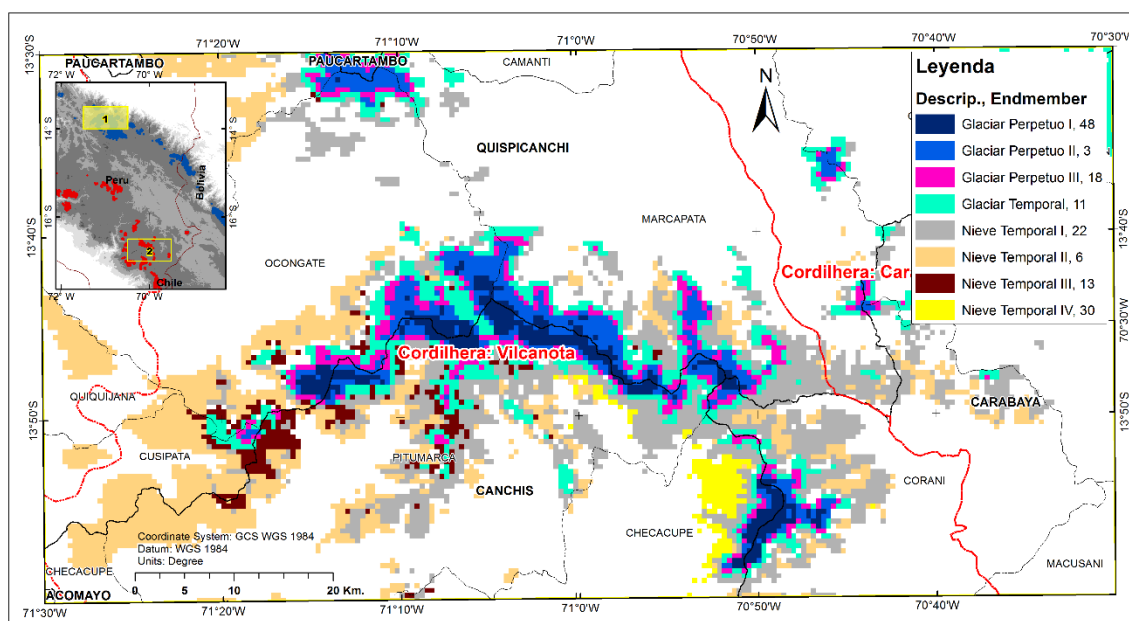 71°20'W
71°10'W
71°0'W
70°50'W
70°40'W
13°30'S
13°30'S
PAUCARTAMBO
72°W
70°W
14°S
14°S
16°S
16°S
72°W
70°W
1
Peru
Bolivia
2
Chile
PAUCARTAMBO
CAMANTI
N
QUISPICANCHI
MARCAPATA
OCONGATE
13°40'S
13°40'S
Cordilhera: Car
Cordilhera: Vilcanota
70°30'W
QUIQUIJANA
13°50'S
13°50'S
CARABAYA
CUSIPATA
PITUMARCA
CANCHIS
CORANI
CHECACUPE
MACUSANI
CHECACUPE
ACOMAYO
Leyenda
Descrip., Endmember
Glaciar Perpetuo I, 48
Glaciar Perpetuo II, 3
Glaciar Perpetuo III, 18
Glaciar Temporal, 11
Nieve Temporal I, 22
Nieve Temporal II, 6
Nieve Temporal III, 13
Nieve Temporal IV, 30
Coordinate System: GCS WGS 1984
Datum: WGS 1984
Units: Degree
0 10 20 Km.
71°30'W
71°20'W
71°10'W
71°0'W
70°50'W
70°40'W